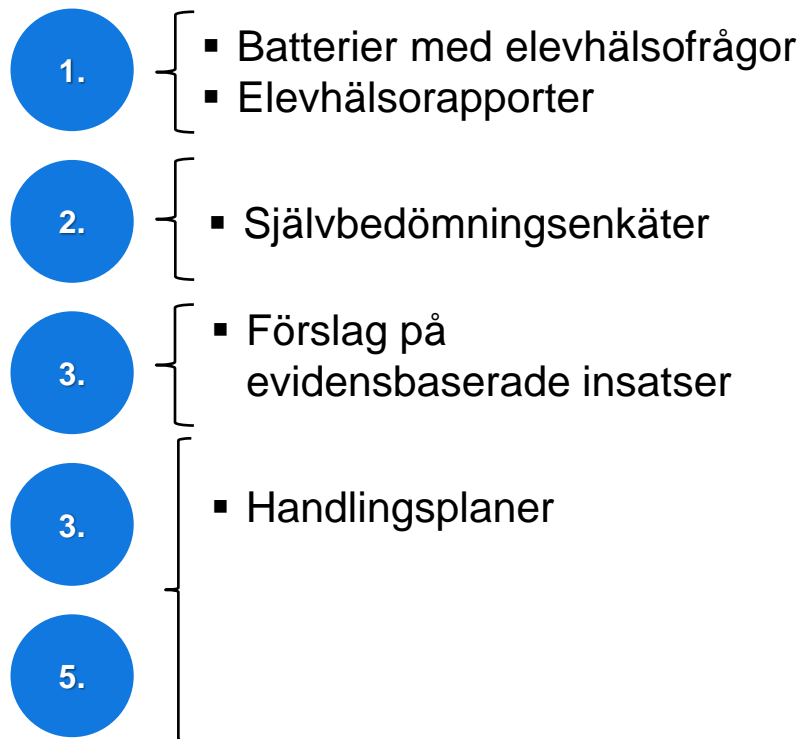 1.
▪ Batterier med elevhälsofrågor
▪ Elevhälsorapporter
2.
▪ Självbedömningsenkäter
3.
▪ Förslag på
evidensbaserade insatser
3.
▪ Handlingsplaner
5.